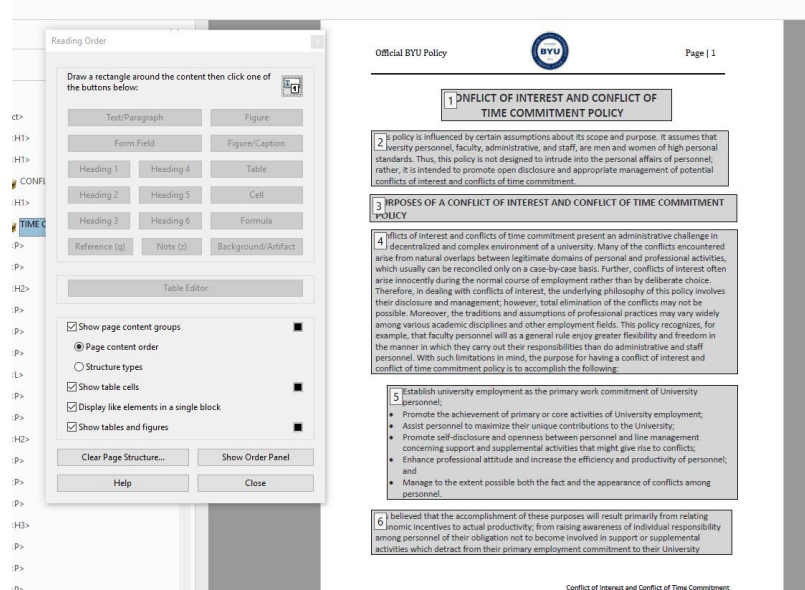 Reading Order
Draw a rectangle around the content then click one of
the buttons below:
Text/Paragraph
Figure
Form Field
Figure/Caption
Heading 1
Heading 4
Table
Heading 2
Heading 5
Cell
Heading 3
Heading 6
Formula
Reference (q)
Note (z)
Background/Artifact
Table Editor
Show page content groups
Page content order
Structure types
Show table cells
Display like elements in a single block
Show tables and figures
Clear Page Structure...
Show Order Panel
Help
Close
ct>
H1>
H1>
CONFL
H1>
TIME C
P>
P>
H2>
P>
P>
P>
L>
P>
P>
H2>
P>
P>
P>
H3>
P>
P>
Official BYU Policy
BYU
Page | 1
1 ONFLICT OF INTEREST AND CONFLICT OF
TIME COMMITMENT POLICY
2 s policy is influenced by certain assumptions about its scope and purpose. It assumes that
versity personnel, faculty, administrative, and staff, are men and women of high personal
standards. Thus, this policy is not designed to intrude into the personal affairs of personnel;
rather, it is intended to promote open disclosure and appropriate management of potential
conflicts of interest and conflicts of time commitment.
3 RPOSES OF A CONFLICT OF INTEREST AND CONFLICT OF TIME COMMITMENT
POLICY
4 nflicts of interest and conflicts of time commitment present an administrative challenge in
decentralized and complex environment of a university. Many of the conflicts encountered
arise from natural overlaps between legitimate domains of personal and professional activities,
which usually can be reconciled only on a case-by-case basis. Further, conflicts of interest often
arise innocently during the normal course of employment rather than by deliberate choice.
Therefore, in dealing with conflicts of interest, the underlying philosophy of this policy involves
their disclosure and management; however, total elimination of the conflicts may not be
possible. Moreover, the traditions and assumptions of professional practices may vary widely
among various academic disciplines and other employment fields. This policy recognizes, for
example, that faculty personnel will as a general rule enjoy greater flexibility and freedom in
the manner in which they carry out their responsibilities than do administrative and staff
personnel. With such limitations in mind, the purpose for having a conflict of interest and
conflict of time commitment policy is to accomplish the following:
5 Establish university employment as the primary work commitment of University
personnel;
• Promote the achievement of primary or core activities of University employment;
• Assist personnel to maximize their unique contributions to the University;
• Promote self-disclosure and openness between personnel and line management
concerning support and supplemental activities that might give rise to conflicts;
• Enhance professional attitude and increase the efficiency and productivity of personnel;
and
• Manage to the extent possible both the fact and the appearance of conflicts among
personnel.
6 believed that the accomplishment of these purposes will result primarily from relating
nomic incentives to actual productivity; from raising awareness of individual responsibility
among personnel of their obligation not to become involved in support or supplemental
activities which detract from their primary employment commitment to their University
Conflict of Interest and Conflict of Time Commitment